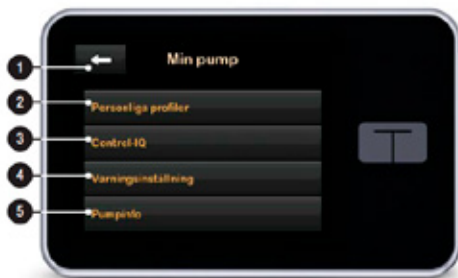 1
Min pump
2
Personliga profiler
3
Control-IQ
4
Varningsinställning
5
Pumpinfo